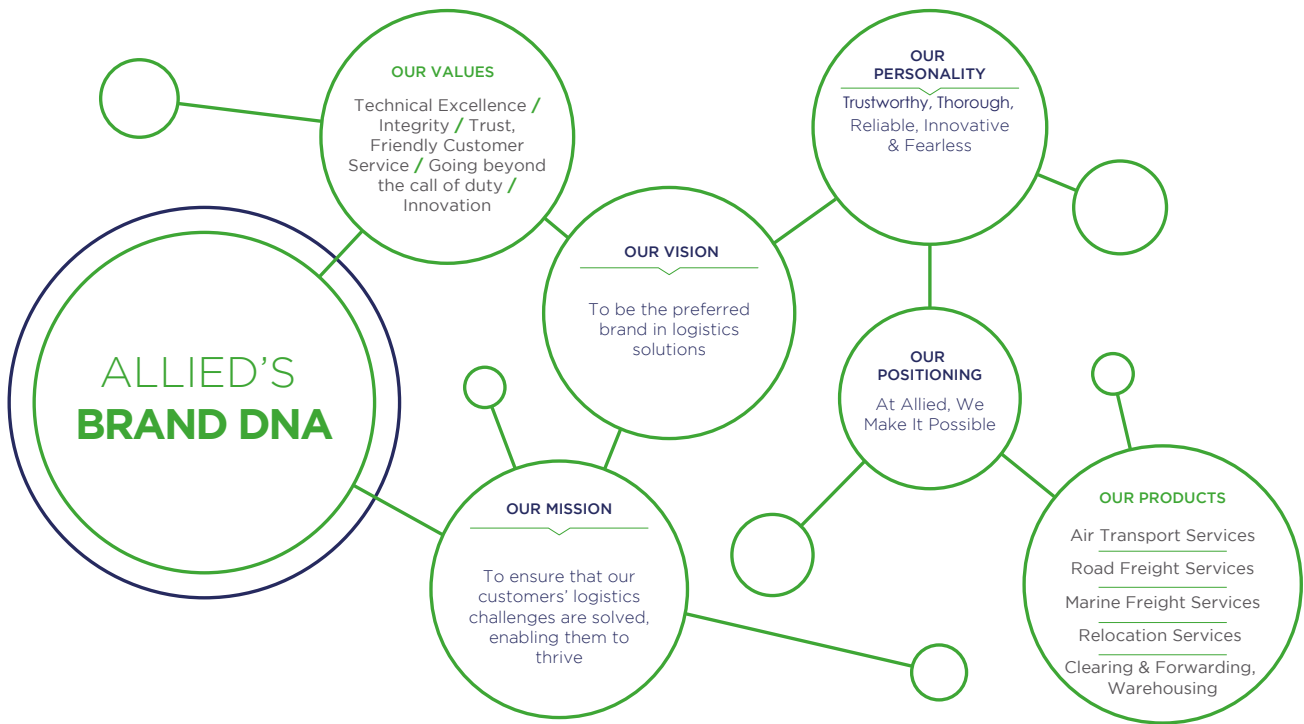 ALLIED'S
BRAND DNA
OUR VALUES
Technical Excellence /
Integrity / Trust,
Friendly Customer
Service / Going beyond
the call of duty /
Innovation
OUR VISION
To be the preferred
brand in logistics
solutions
OUR MISSION
To ensure that our
customers' logistics
challenges are solved,
enabling them to
thrive
OUR
PERSONALITY
Trustworthy, Thorough,
Reliable, Innovative
& Fearless
OUR
POSITIONING
At Allied, We
Make It Possible
OUR PRODUCTS
Air Transport Services
Road Freight Services
Marine Freight Services
Relocation Services
Clearing & Forwarding,
Warehousing